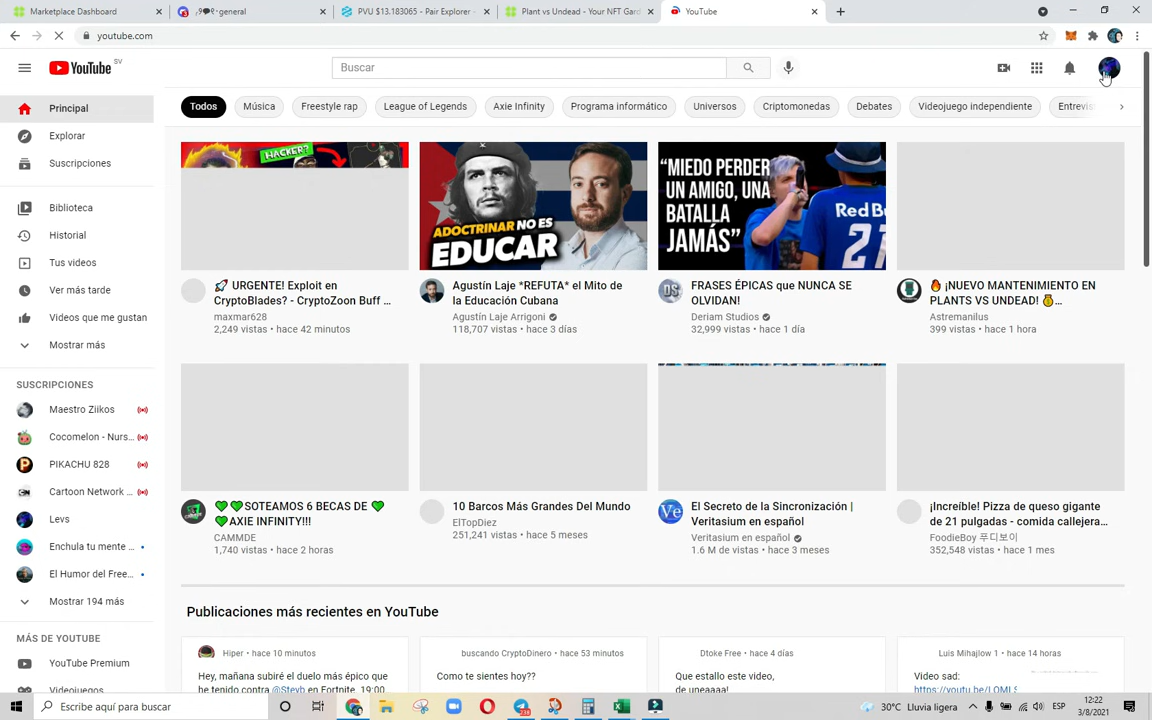 Marketplace Dashboard
general
PVU $13.183065 - Pair Explorer
Plant vs Undead - Your NFT Gard
YouTube
youtube.com
YouTube SV
Buscar
Todos
Música
Freestyle rap
League of Legends
Axie Infinity
Programa informático
Universos
Criptomonedas
Debates
Videojuego independiente
Principal
Explorar
Suscripciones
Biblioteca
Historial
Tus videos
Ver más tarde
Videos que me gustan
Mostrar más
SUSCRIPCIONES
Maestro Ziikos
Cocomelon - Nurs...
PIKACHU 828
Cartoon Network ...
Levs
Enchula tu mente ...
El Humor del Free...
Mostrar 194 más
MÁS DE YOUTUBE
YouTube Premium
Videojuegos
HACKER?
🚀 URGENTE! Exploit en
CryptoBlades? - CryptoZoon Buff ...
maxmar628
2,249 vistas • hace 42 minutos
ADOCTRINAR NO ES
EDUCAR
Agustín Laje *REFUTA* el Mito de
la Educación Cubana
Agustín Laje Arrigoni
118,707 vistas • hace 3 días
“MIEDO PERDER
UN AMIGO, UNA
BATALLA
JAMÁS”
Red Bu
27
DS
FRASES ÉPICAS que NUNCA SE
OLVIDAN!
Deriam Studios
32,999 vistas • hace 1 día
🔥 ¡NUEVO MANTENIMIENTO EN
PLANTS VS UNDEAD! 💰...
Astremanilus
399 vistas • hace 1 hora
💚💚SOTEAMOS 6 BECAS DE 💚
💚AXIE INFINITY!!!
CAMMDE
1,740 vistas • hace 2 horas
10 Barcos Más Grandes Del Mundo
ElTopDiez
251,241 vistas • hace 5 meses
Ve
El Secreto de la Sincronización |
Veritasium en español
Veritasium en español
1.6 M de vistas • hace 3 meses
¡Increíble! Pizza de queso gigante
de 21 pulgadas - comida callejera...
FoodieBoy 푸디보이
352,548 vistas • hace 1 mes
Publicaciones más recientes en YouTube
Hiper • hace 10 minutos
Hey, mañana subiré el duelo más épico que
he tenido contra @Steyb en Fortnite, 19:00
buscando CryptoDinero • hace 53 minutos
Como te sientes hoy??
Dtoke Free • hace 4 días
Que estallo este video,
de uneaaaa!
Luis Mihajlow 1 • hace 14 horas
Video sad:
Escribe aquí para buscar
30°C Lluvia ligera
ESP
12:22
3/8/2021